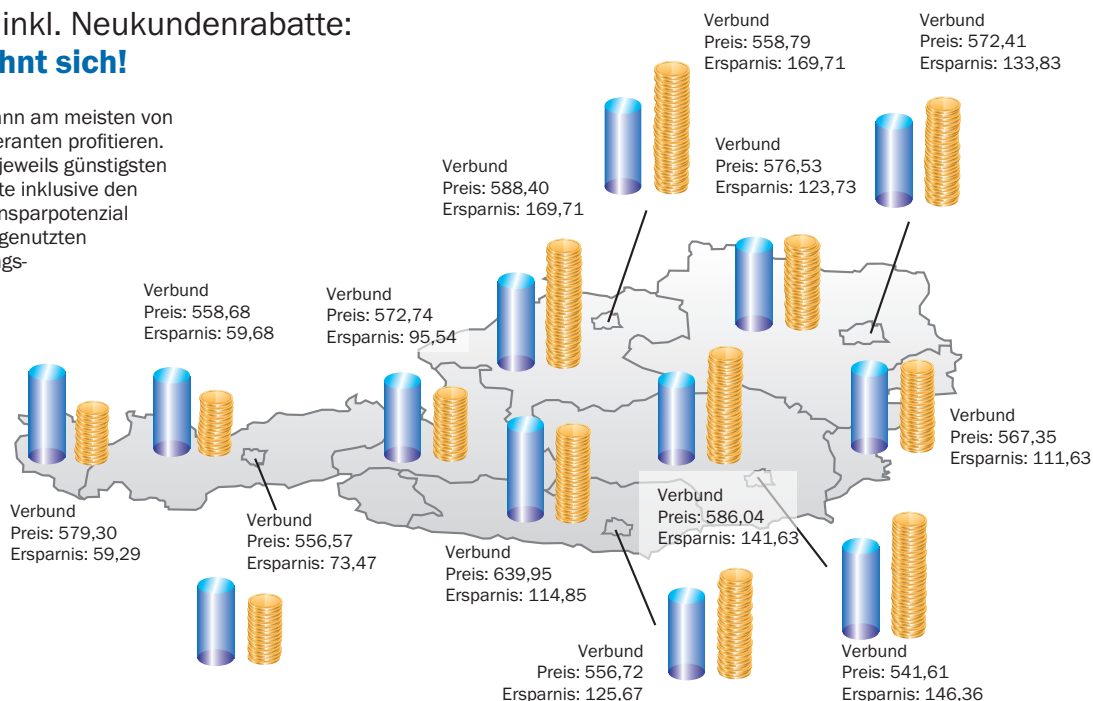 inkl. Neukundenrabatte:
hnt sich!
ann am meisten von
eranten profitieren.
jeweils günstigsten
te inklusive den
nsparpotenzial
genutzten
ngs-
Verbund
Preis: 558,79
Ersparnis: 169,71
Verbund
Preis: 572,41
Ersparnis: 133,83
Verbund
Preis: 576,53
Ersparnis: 123,73
Verbund
Preis: 588,40
Ersparnis: 169,71
Verbund
Preis: 558,68
Ersparnis: 59,68
Verbund
Preis: 572,74
Ersparnis: 95,54
Verbund
Preis: 567,35
Ersparnis: 111,63
Verbund
Preis: 579,30
Ersparnis: 59,29
Verbund
Preis: 556,57
Ersparnis: 73,47
Verbund
Preis: 639,95
Ersparnis: 114,85
Verbund
Preis: 586,04
Ersparnis: 141,63
Verbund
Preis: 556,72
Ersparnis: 125,67
Verbund
Preis: 541,61
Ersparnis: 146,36